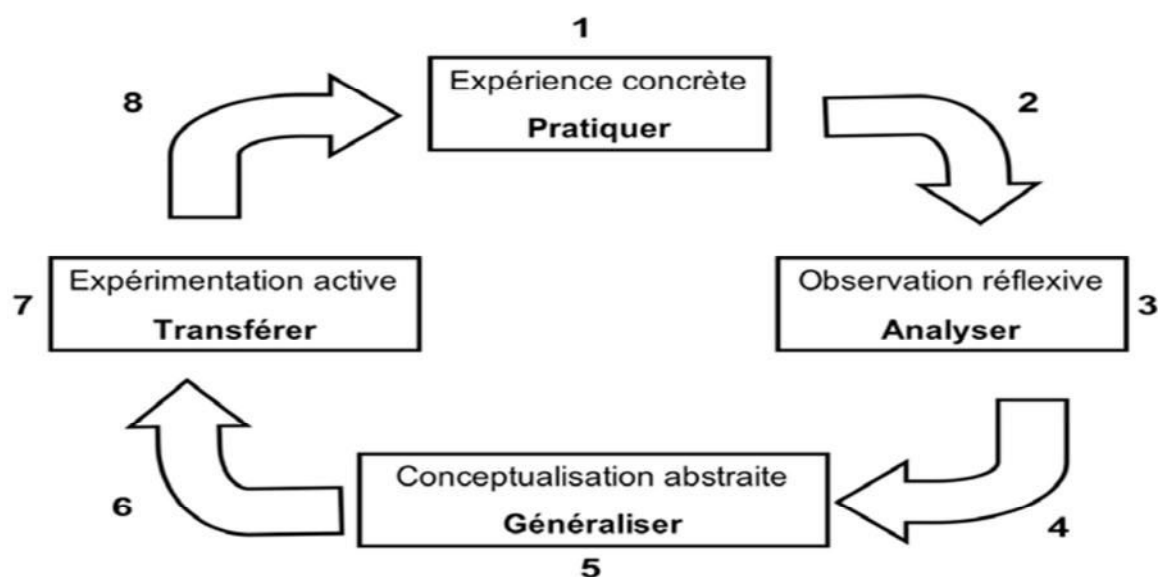 1
Expérience concrète
Pratiquer
2
Observation réflexive
Analyser
3
4
Conceptualisation abstraite
Généraliser
5
6
7
Expérimentation active
Transférer
8